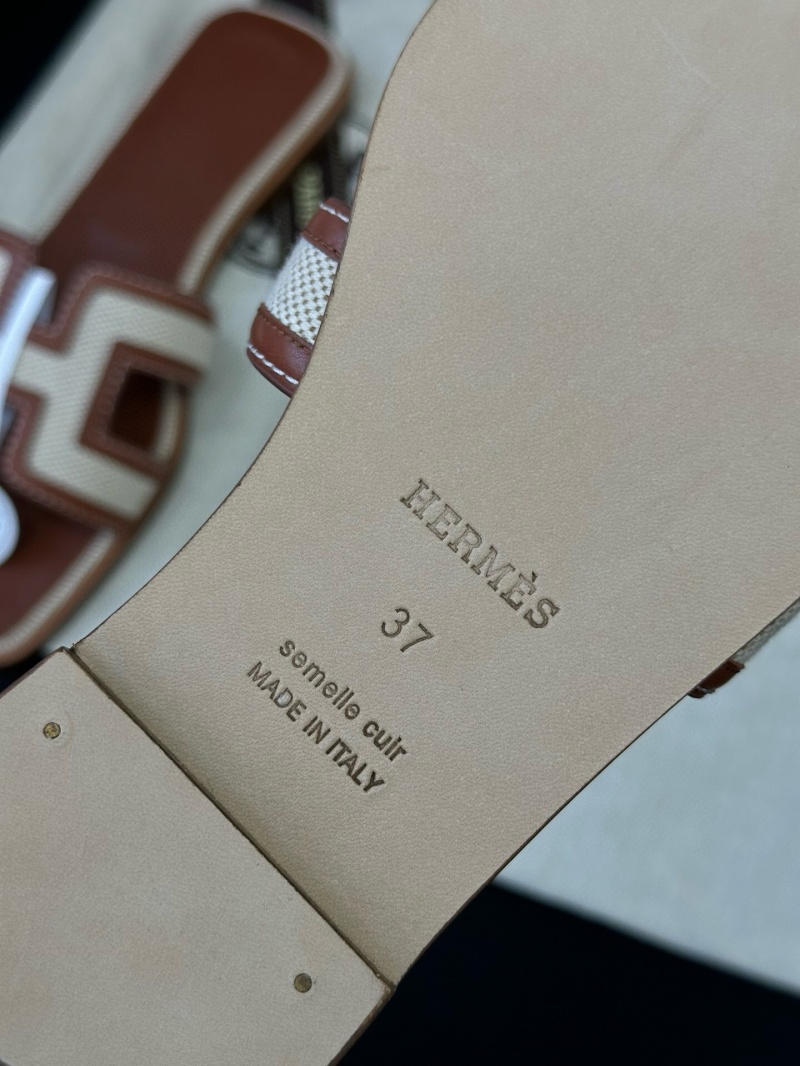 HERMÈS
37
semelle cuir
MADE IN ITALY